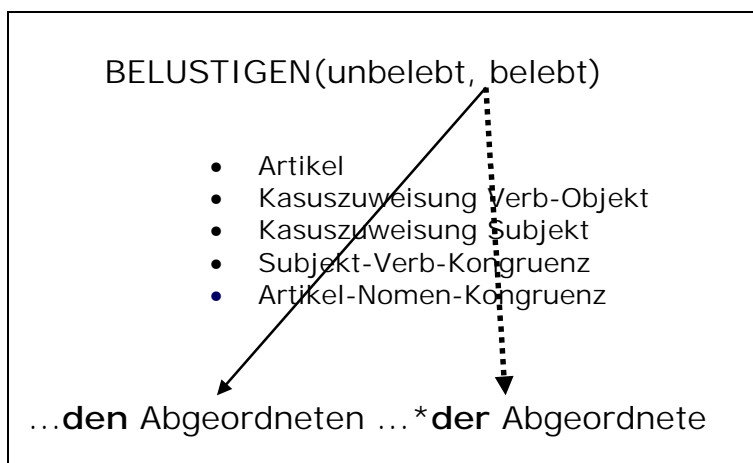 BELUSTIGEN(unbelebt, belebt)
• Artikel
• Kasuszuweisung Verb-Objekt
• Kasuszuweisung Subjekt
• Subjekt-Verb-Kongruenz
• Artikel-Nomen-Kongruenz
...den Abgeordneten ...*der Abgeordnete